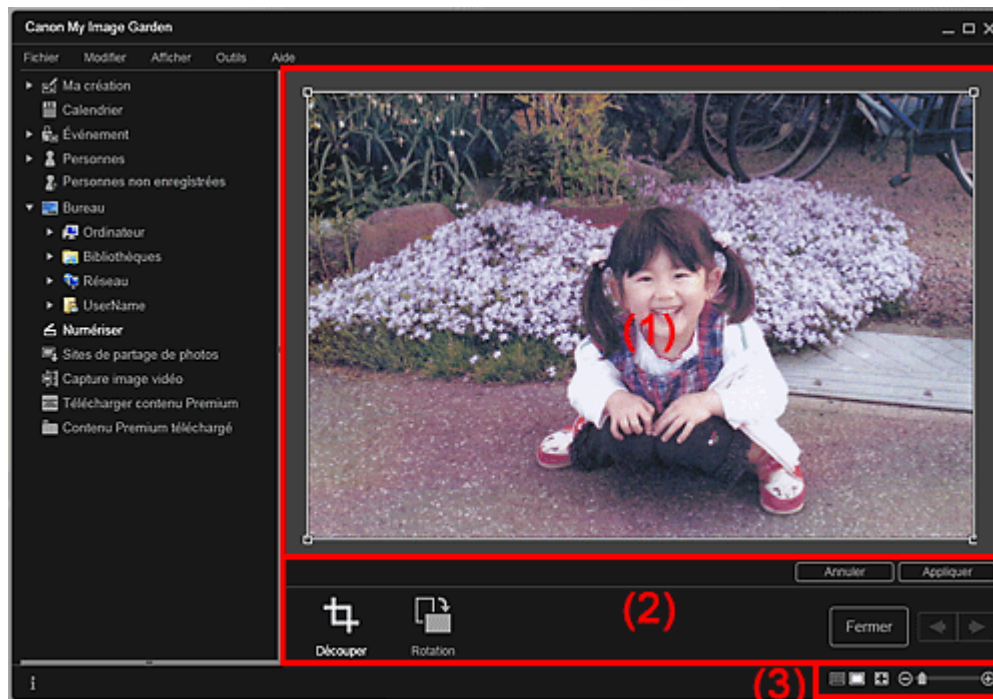 Canon My Image Garden
Fichier Modifier Afficher Outils Aide
Ma création
Calendrier
Événement
Personnes
Personnes non enregistrées
Bureau
Ordinateur
Bibliothèques
Réseau
UserName
Numériser
Sites de partage de photos
Capture image vidéo
Télécharger contenu Premium
Contenu Premium téléchargé
(1)
Annuler Appliquer
(2)
Découper Rotation
Fermer
(3)